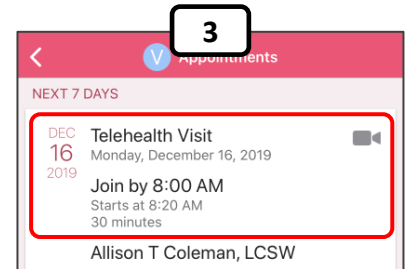 3
V Appointments
NEXT 7 DAYS
DEC
16
2019
Telehealth Visit
Monday, December 16, 2019
Join by 8:00 AM
Starts at 8:20 AM
30 minutes
Allison T Coleman, LCSW